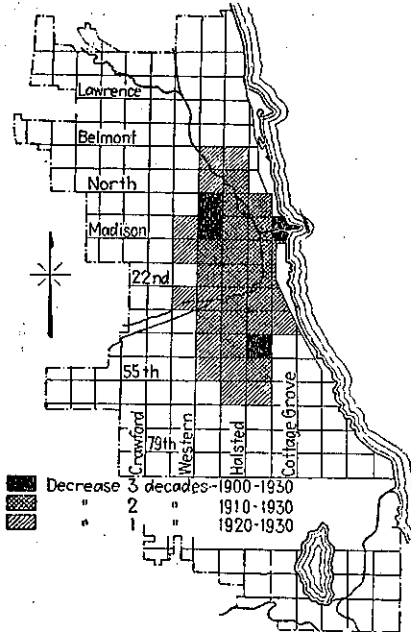 Lawrence
Belmont
North
Madison
22nd
55th
79th
Crawford
Western
Halsted
Cottage Grove
Decrease 3 decades-1900-1930
" 2 " 1910-1930
" 1 " 1920-1930